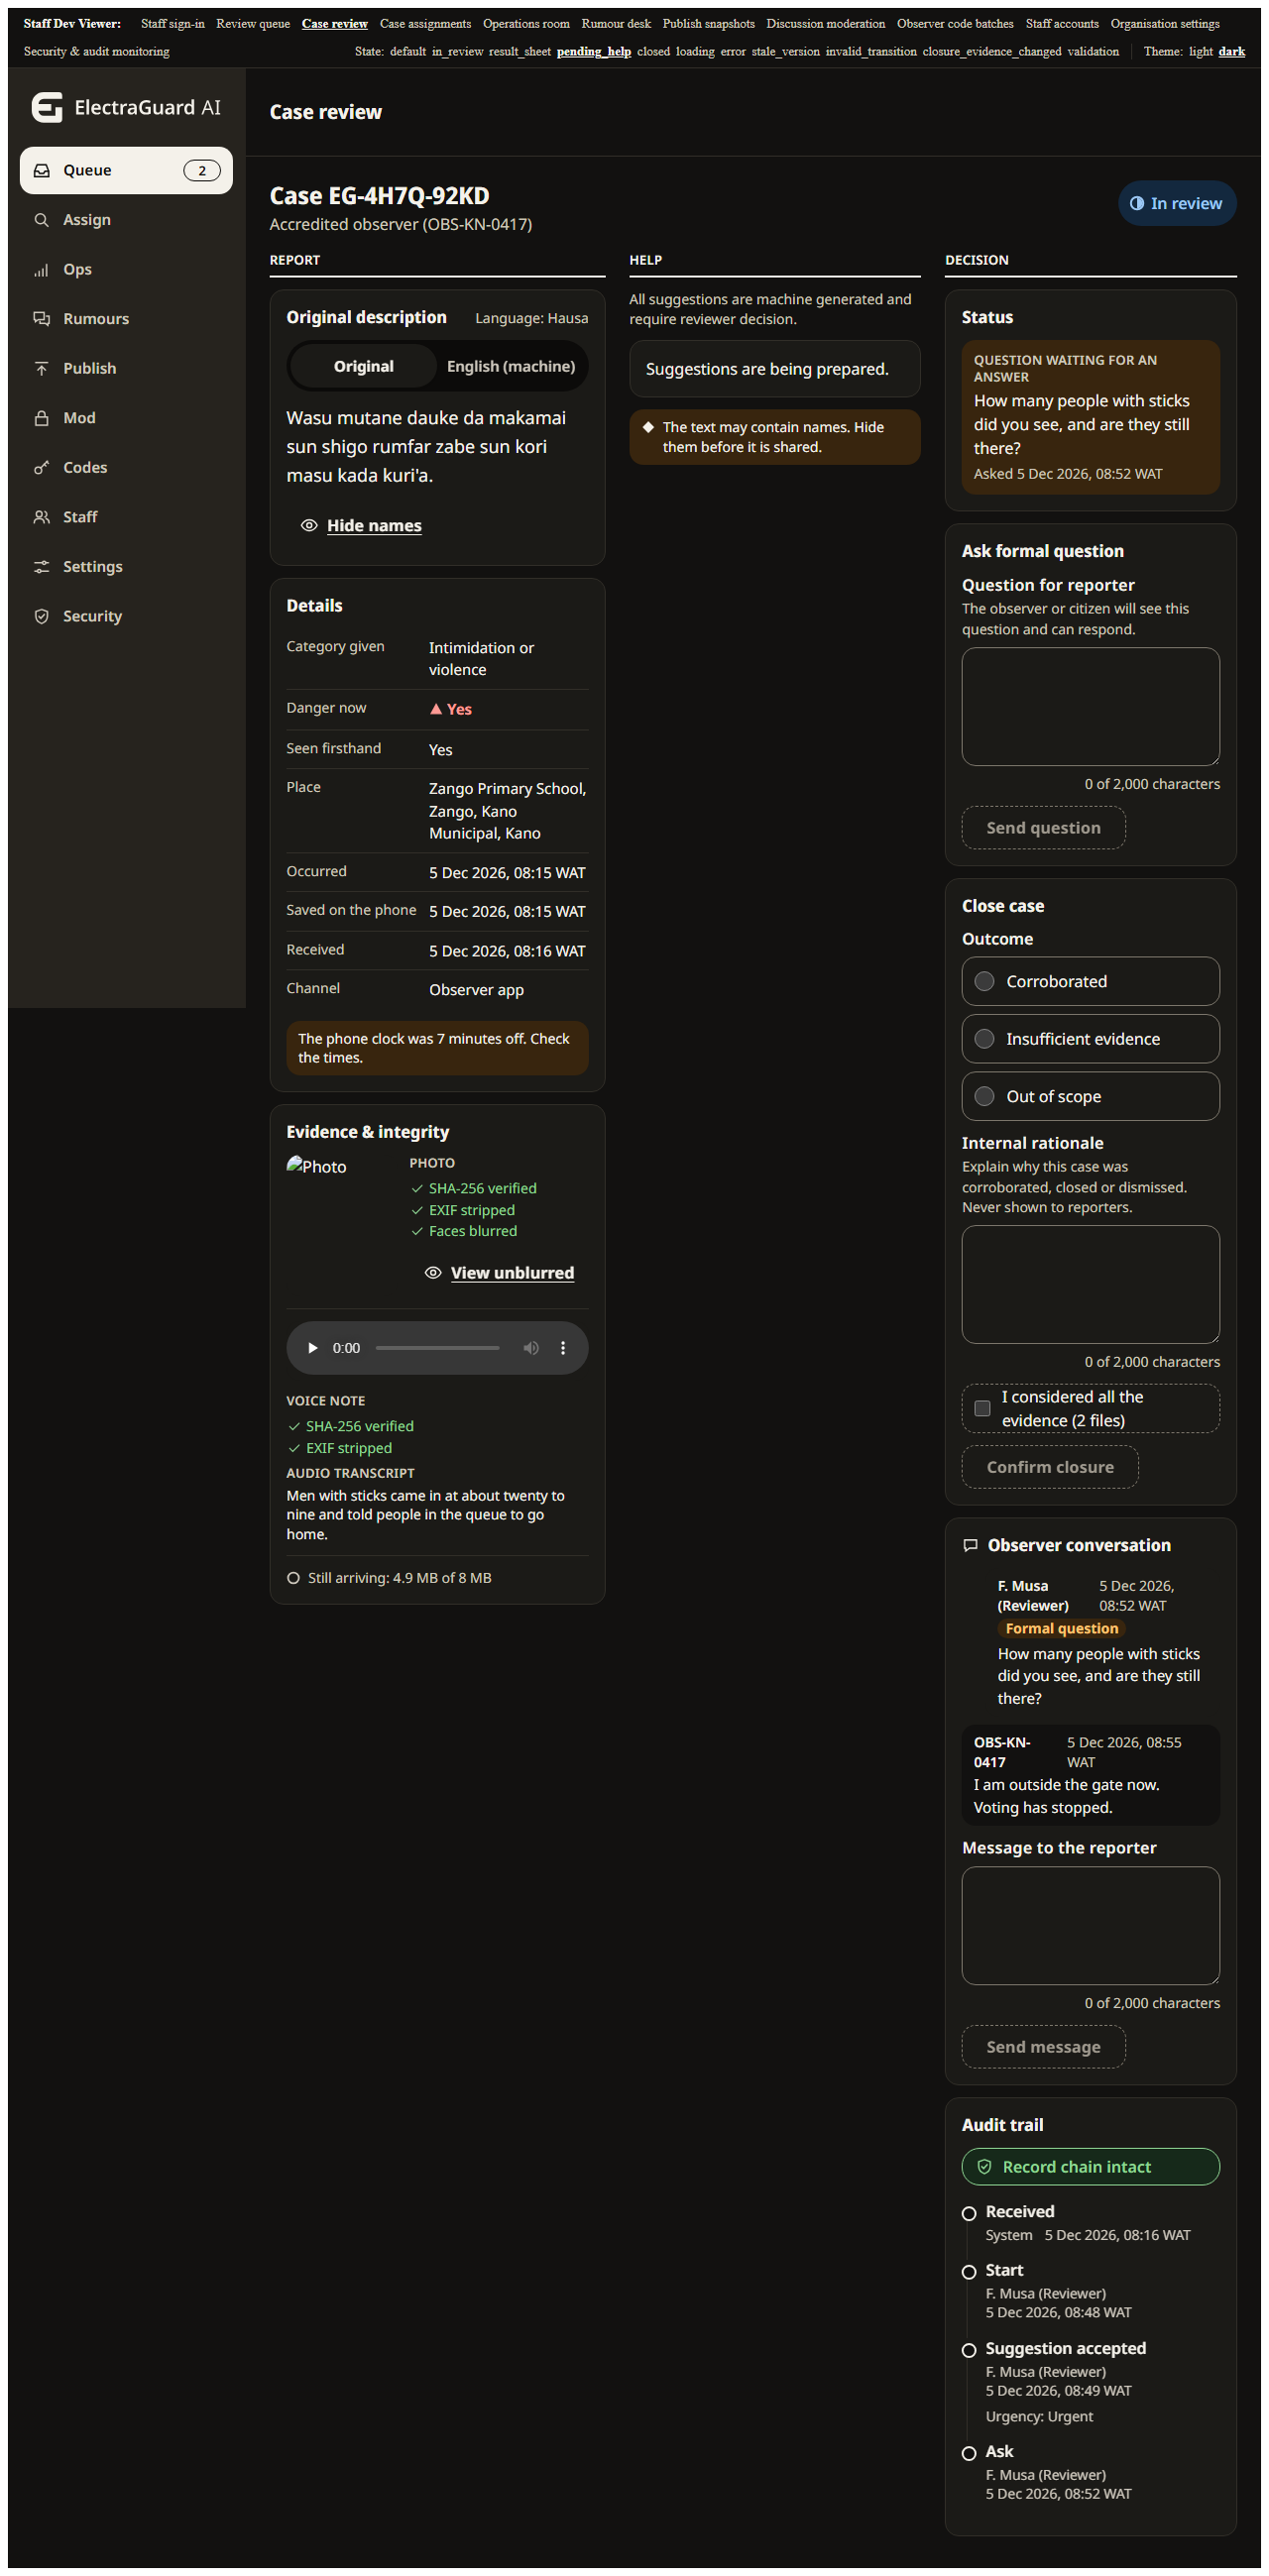 Staff Dev Viewer: Staff sign-in Review queue Case review Case assignments Operations room Rumour desk Publish snapshots Discussion moderation Observer code batches Staff accounts Organisation settings
Security & audit monitoring
State: default in_review result_sheet pending_help closed loading error stale_version invalid_transition closure_evidence_changed validation
Theme: light dark
ElectraGuard AI
Queue 2
Assign
Ops
Rumours
Publish
Mod
Codes
Staff
Settings
Security
Case review
Case EG-4H7Q-92KD
Accredited observer (OBS-KN-0417)
In review
REPORT
Original description
Language: Hausa
Original
English (machine)
Wasu mutane dauke da makamai
sun shigo rumfar zabe sun kori
masu kada kuri'a.
Hide names
Details
Category given
Intimidation or
violence
Danger now
Yes
Seen firsthand
Yes
Place
Zango Primary School,
Zango, Kano
Municipal, Kano
Occurred
5 Dec 2026, 08:15 WAT
Saved on the phone
5 Dec 2026, 08:15 WAT
Received
5 Dec 2026, 08:16 WAT
Channel
Observer app
The phone clock was 7 minutes off. Check
the times.
Evidence & integrity
Photo
PHOTO
SHA-256 verified
EXIF stripped
Faces blurred
View unblurred
0:00
VOICE NOTE
SHA-256 verified
EXIF stripped
AUDIO TRANSCRIPT
Men with sticks came in at about twenty to
nine and told people in the queue to go
home.
Still arriving: 4.9 MB of 8 MB
HELP
All suggestions are machine generated and
require reviewer decision.
Suggestions are being prepared.
The text may contain names. Hide
them before it is shared.
DECISION
Status
QUESTION WAITING FOR AN
ANSWER
How many people with sticks
did you see, and are they still
there?
Asked 5 Dec 2026, 08:52 WAT
Ask formal question
Question for reporter
The observer or citizen will see this
question and can respond.
0 of 2,000 characters
Send question
Close case
Outcome
Corroborated
Insufficient evidence
Out of scope
Internal rationale
Explain why this case was
corroborated, closed or dismissed.
Never shown to reporters.
0 of 2,000 characters
I considered all the
evidence (2 files)
Confirm closure
Observer conversation
F. Musa
(Reviewer)
5 Dec 2026,
08:52 WAT
Formal question
How many people with sticks
did you see, and are they still
there?
OBS-KN-
0417
5 Dec 2026, 08:55
WAT
I am outside the gate now.
Voting has stopped.
Message to the reporter
0 of 2,000 characters
Send message
Audit trail
Record chain intact
Received
System 5 Dec 2026, 08:16 WAT
Start
F. Musa (Reviewer)
5 Dec 2026, 08:48 WAT
Suggestion accepted
F. Musa (Reviewer)
5 Dec 2026, 08:49 WAT
Urgency: Urgent
Ask
F. Musa (Reviewer)
5 Dec 2026, 08:52 WAT